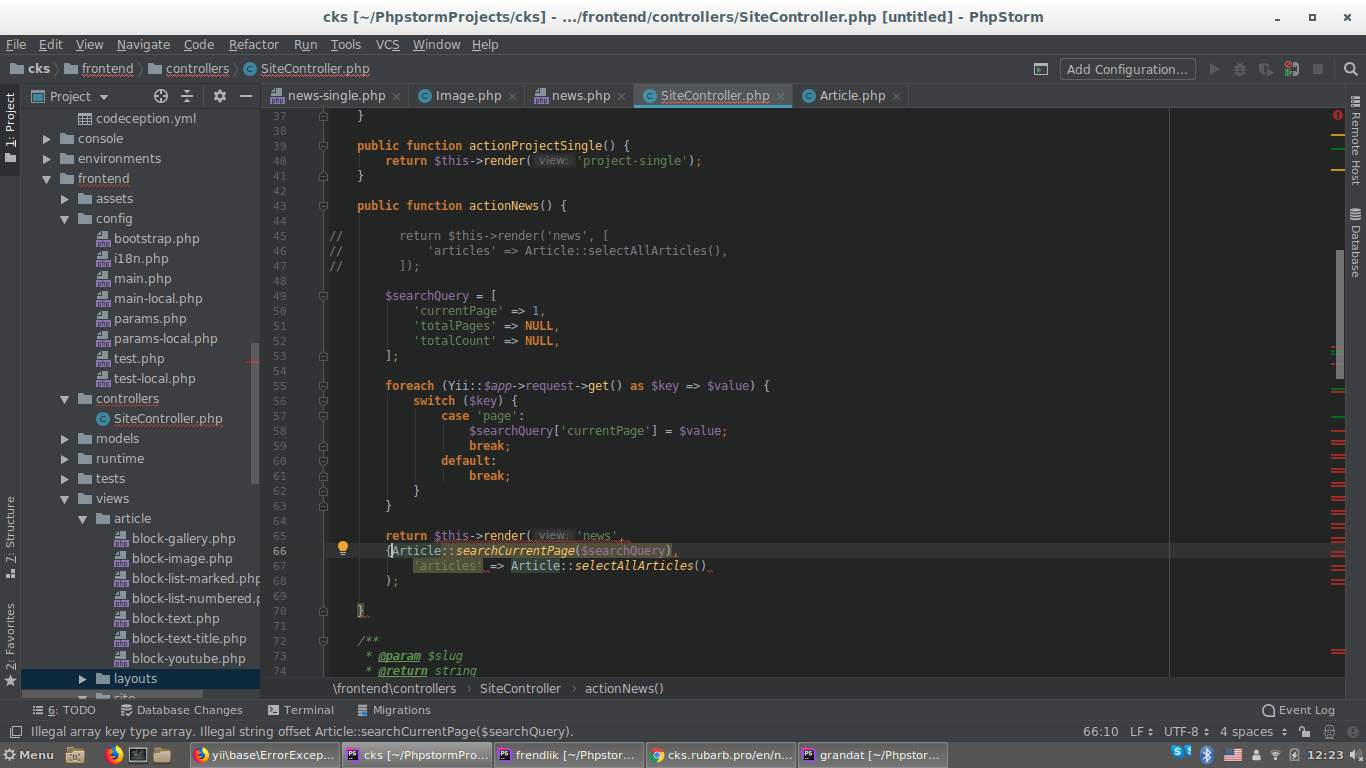 cks [~/PhpstormProjects/cks] - .../frontend/controllers/SiteController.php [untitled] - PhpStorm
File Edit View Navigate Code Refactor Run Tools VCS Window Help
cks frontend controllers SiteController.php Add Configuration...
1: Project
7: Structure
2: Favorites
Project
codeception.yml
console
environments
frontend
assets
config
bootstrap.php
i18n.php
main.php
main-local.php
params.php
params-local.php
test.php
test-local.php
controllers
SiteController.php
models
runtime
tests
views
article
block-gallery.php
block-image.php
block-list-marked.php
block-list-numbered.p
block-text.php
block-text-title.php
block-youtube.php
layouts
site
news-single.php Image.php news.php SiteController.php Article.php
37 }
38
39 public function actionProjectSingle() {
40 return $this->render( view: 'project-single');
41 }
42
43 public function actionNews() {
44
45 // return $this->render('news', [
46 // 'articles' => Article::selectAllArticles(),
47 // ]);
48
49 $searchQuery = [
50 'currentPage' => 1,
51 'totalPages' => NULL,
52 'totalCount' => NULL,
53 ];
54
55 foreach (Yii::$app->request->get() as $key => $value) {
56 switch ($key) {
57 case 'page':
58 $searchQuery['currentPage'] = $value;
59 break;
60 default:
61 break;
62 }
63 }
64
65 return $this->render( view: 'news',
66 {Article::searchCurrentPage($searchQuery),
67 'articles' => Article::selectAllArticles()
68 );
69
70 }
71
72 /**
73 * @param $slug
74 * @return string
Remote Host
Database
\frontend\controllers SiteController actionNews()
6: TODO Database Changes Terminal Migrations Event Log
Illegal array key type array. Illegal string offset Article::searchCurrentPage($searchQuery). 66:10 LF UTF-8 4 spaces
Menu yii\base\ErrorExcep... cks [~/PhpstormPro... frendlik [~/Phpstor... cks.rubarb.pro/en/n... grandat [~/Phpstor... 12:23